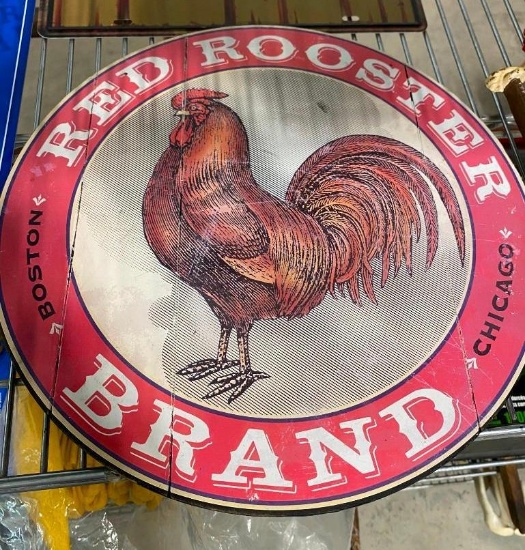 RED ROOSTER
BOSTON
CHICAGO
BRAND